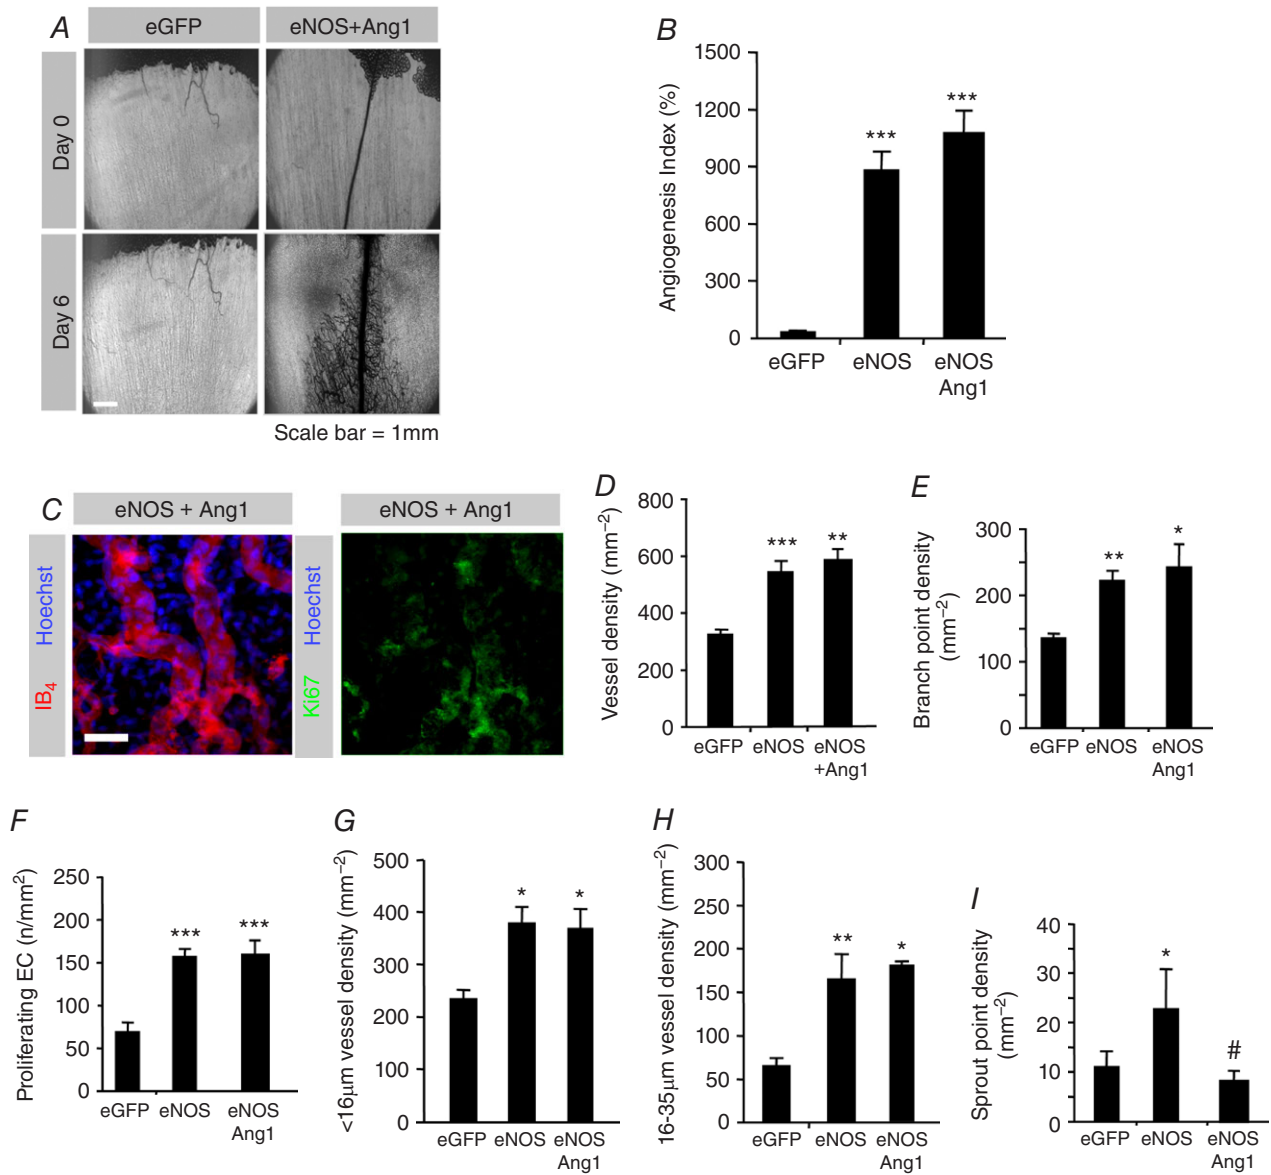 A
eGFP
eNOS+Ang1
Day 0
Day 6
Scale bar = 1mm
B
Angiogenesis Index (%)
1500
1200
900
600
300
0
***
***
eGFP
eNOS
eNOS
Ang1
C
eNOS + Ang1
eNOS + Ang1
IB₄ Hoechst
Ki67 Hoechst
D
Vessel density (mm⁻²)
800
600
400
200
0
***
**
eGFP
eNOS
eNOS
+Ang1
E
Branch point density
(mm⁻²)
300
200
100
0
**
*
eGFP
eNOS
eNOS
Ang1
F
Proliferating EC (n/mm²)
250
200
150
100
50
0
***
***
eGFP
eNOS
eNOS
Ang1
G
<16μm vessel density (mm⁻²)
500
400
300
200
100
0
*
*
eGFP
eNOS
eNOS
Ang1
H
16-35μm vessel density (mm⁻²)
300
250
200
150
100
50
0
**
*
eGFP
eNOS
eNOS
Ang1
I
Sprout point density
(mm⁻²)
40
30
20
10
0
*
#
eGFP
eNOS
eNOS
Ang1